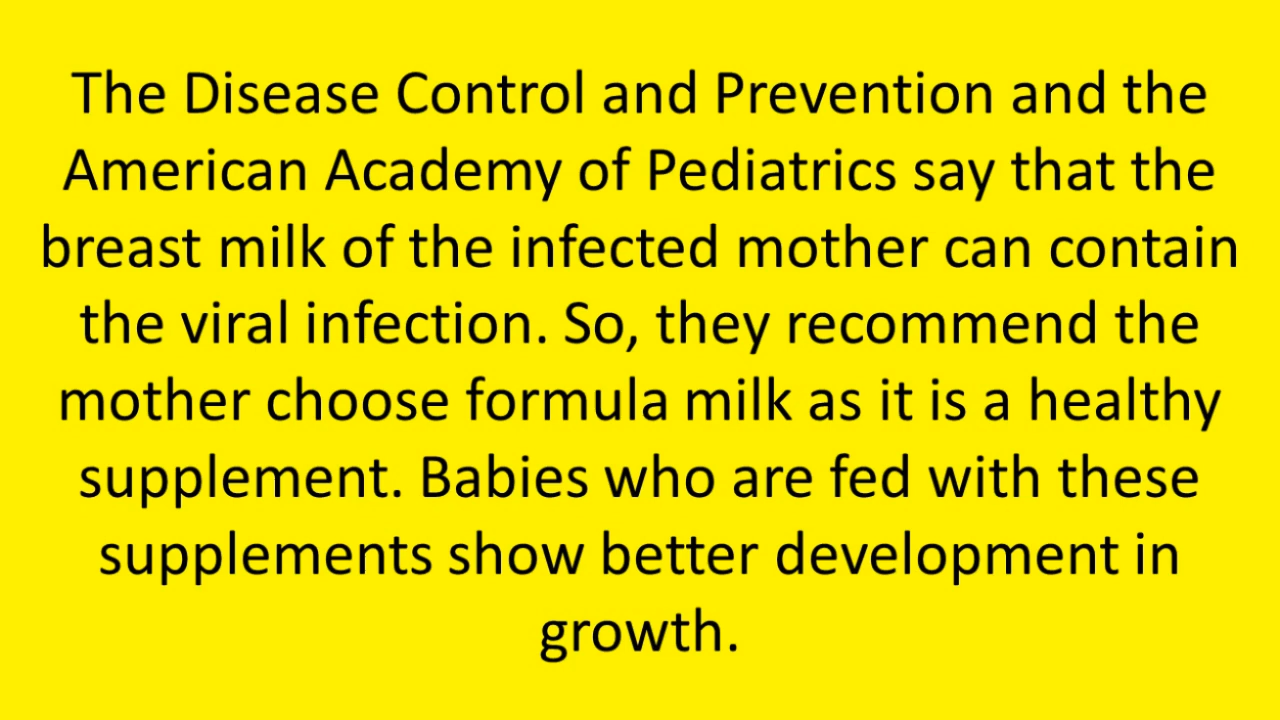 The Disease Control and Prevention and the
American Academy of Pediatrics say that the
breast milk of the infected mother can contain
the viral infection. So, they recommend the
mother choose formula milk as it is a healthy
supplement. Babies who are fed with these
supplements show better development in
growth.